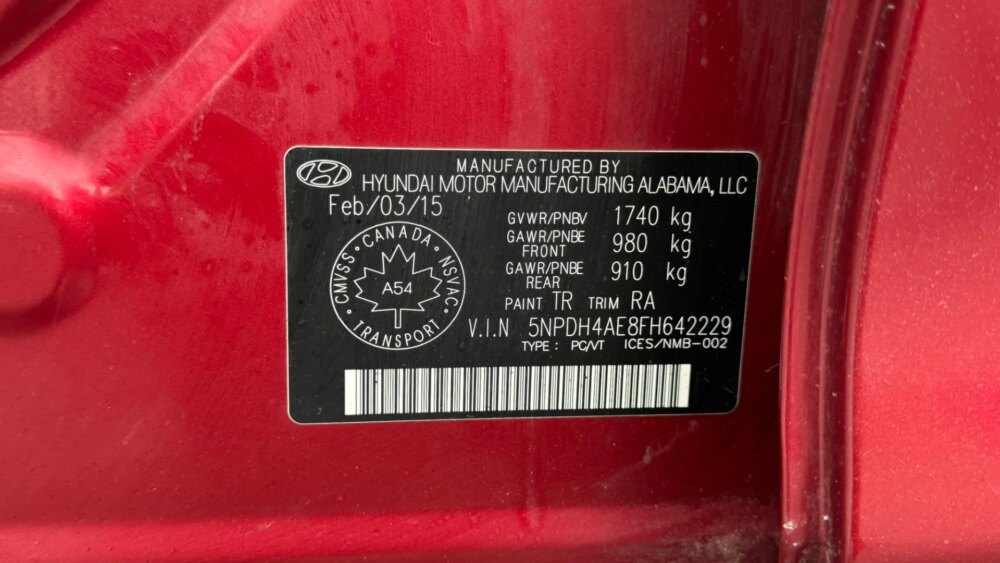 MANUFACTURED BY
HYUNDAI MOTOR MANUFACTURING ALABAMA, LLC
Feb/03/15
GVWR/PNBV 1740 kg
GAWR/PNBE FRONT 980 kg
GAWR/PNBE REAR 910 kg
PAINT TR TRIM RA
CANADA • NSVAC • TRANSPORT • CMVSS •
A54
V.I.N 5NPDH4AE8FH642229
TYPE : PC/VT ICES/NMB-002